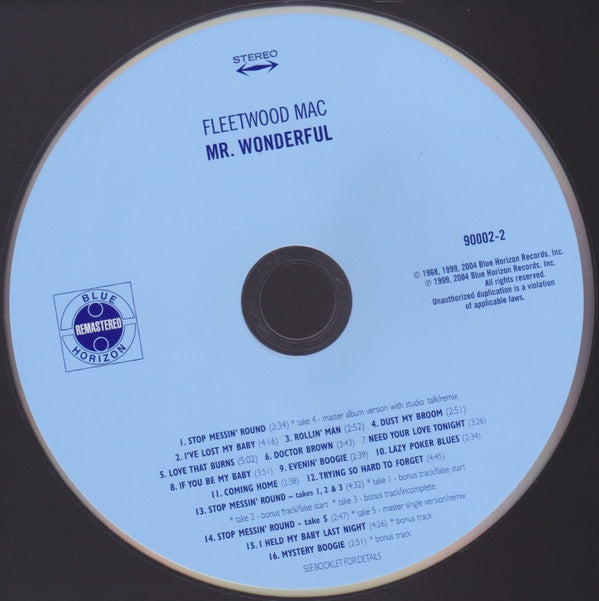 STEREO
FLEETWOOD MAC
MR. WONDERFUL
90002-2
© 1968, 1999, 2004 Blue Horizon Records, Inc.
℗ 1999, 2004 Blue Horizon Records, Inc.
All rights reserved.
Unauthorized duplication is a violation
of applicable laws.
BLUE
REMASTERED
HORIZON
1. STOP MESSIN' ROUND (2:34) * take 4 - master album version with studio talk/remix
2. I'VE LOST MY BABY (4:16) 3. ROLLIN' MAN (2:52) 4. DUST MY BROOM (2:51)
5. LOVE THAT BURNS (5:02) 6. DOCTOR BROWN (3:43) 7. NEED YOUR LOVE TONIGHT (3:26)
8. IF YOU BE MY BABY (3:51) 9. EVENIN' BOOGIE (2:39) 10. LAZY POKER BLUES (2:34)
11. COMING HOME (2:38) 12. TRYING SO HARD TO FORGET (4:45)
13. STOP MESSIN' ROUND – takes 1, 2 & 3 (4:32) * take 1 - bonus track/false start
* take 2 - bonus track/false start * take 3 - bonus track/incomplete
14. STOP MESSIN' ROUND - take 5 (2:47) * take 5 - master single version/remix
15. I HELD MY BABY LAST NIGHT (4:26) * bonus track
16. MYSTERY BOOGIE (2:51) * bonus track
SEE BOOKLET FOR DETAILS